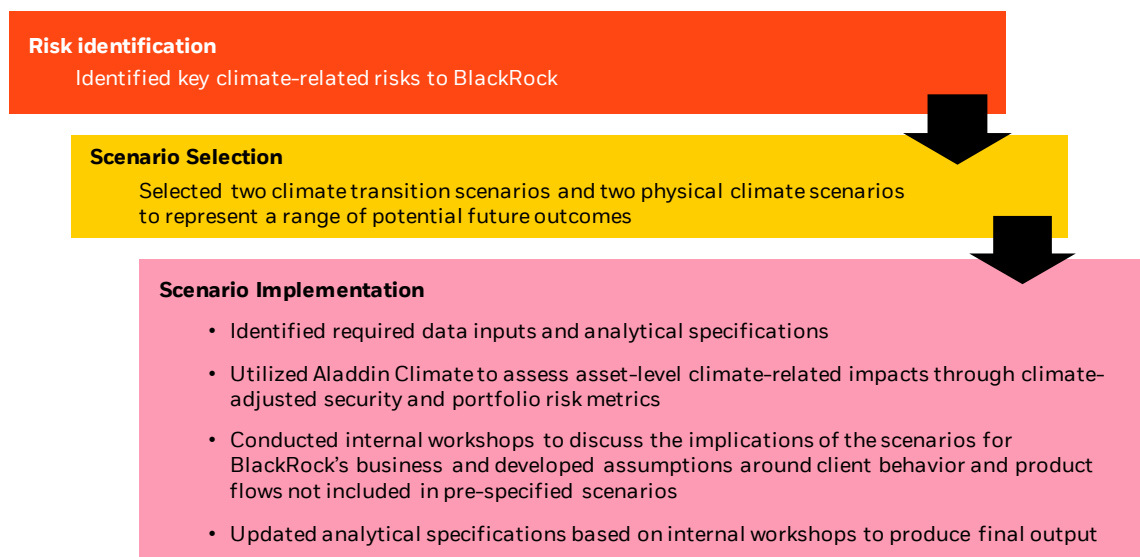 Risk identification
Identified key climate-related risks to BlackRock
Scenario Selection
Selected two climate transition scenarios and two physical climate scenarios
to represent a range of potential future outcomes
Scenario Implementation
• Identified required data inputs and analytical specifications
• Utilized Aladdin Climate to assess asset-level climate-related impacts through climate-
adjusted security and portfolio risk metrics
• Conducted internal workshops to discuss the implications of the scenarios for
BlackRock’s business and developed assumptions around client behavior and product
flows not included in pre-specified scenarios
• Updated analytical specifications based on internal workshops to produce final output